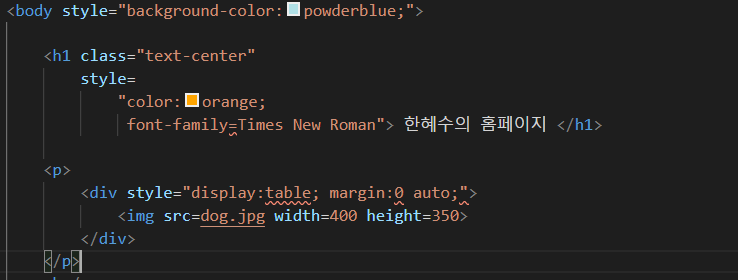 <body style="background-color:powderblue;">
<h1 class="text-center"
style=
"color:orange;
font-family=Times New Roman"> 한혜수의 홈페이지 </h1>
<p>
<div style="display:table; margin:0 auto;">
<img src=dog.jpg width=400 height=350>
</div>
</p>